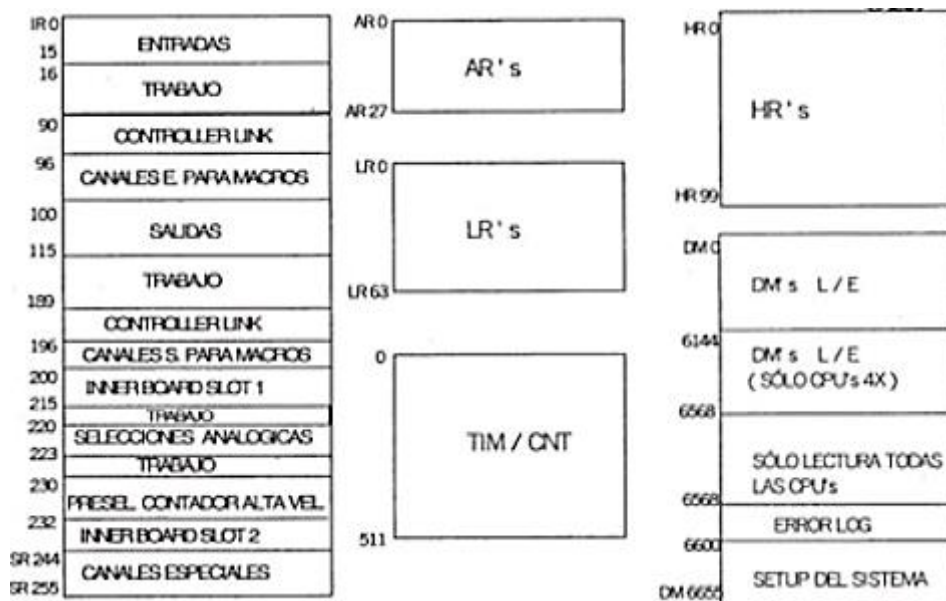 IR 0
15
ENTRADAS
16
TRABAJO
90
CONTROLLER LINK
96
CANALES E. PARA MACROS
100
SALIDAS
115
TRABAJO
189
CONTROLLER LINK
196
CANALES S. PARA MACROS
200
INNER BOARD SLOT 1
215
TRABAJO
220
SELECCIONES ANALOGICAS
223
TRABAJO
230
PRESEL. CONTADOR ALTA VEL.
232
INNER BOARD SLOT 2
SR 244
CANALES ESPECIALES
SR 255
AR 0
AR ' s
AR 27
LR 0
LR ' s
LR 63
0
TIM / CNT
511
HR 0
HR ' s
HR 99
DM 0
DM' s L / E
6144
DM' s L / E
( SÓLO CPU's 4X )
6568
SÓLO LECTURA TODAS
LAS CPU's
6568
ERROR LOG
6600
SETUP DEL SISTEMA
DM 6655